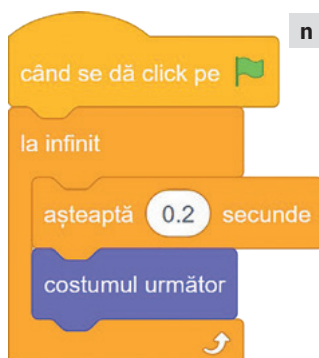 n
când se dă click pe
la infinit
așteaptă 0.2 secunde
costumul următor